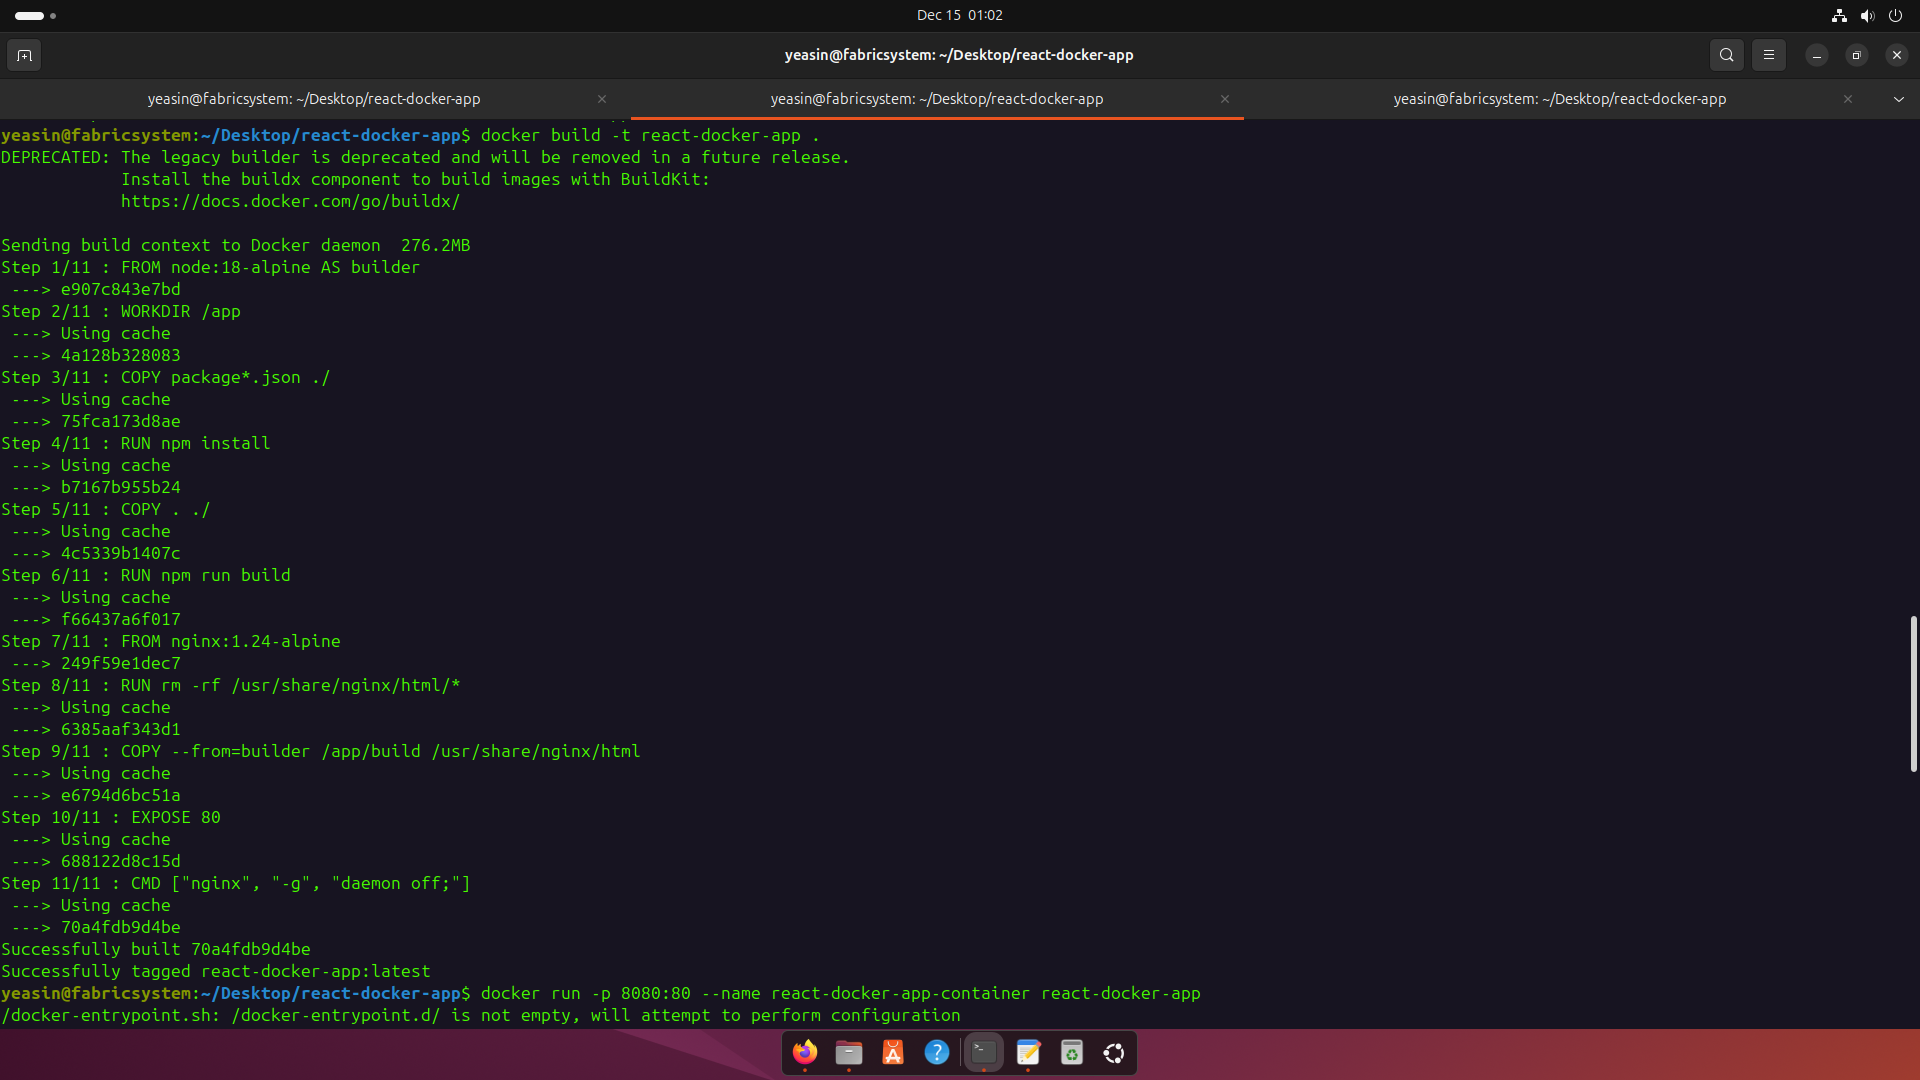 Dec 15 01:02
yeasin@fabricsystem: ~/Desktop/react-docker-app
yeasin@fabricsystem: ~/Desktop/react-docker-app
yeasin@fabricsystem: ~/Desktop/react-docker-app
yeasin@fabricsystem: ~/Desktop/react-docker-app
yeasin@fabricsystem:~/Desktop/react-docker-app$ docker build -t react-docker-app .
DEPRECATED: The legacy builder is deprecated and will be removed in a future release.
            Install the buildx component to build images with BuildKit:
            https://docs.docker.com/go/buildx/

Sending build context to Docker daemon  276.2MB
Step 1/11 : FROM node:18-alpine AS builder
 ---> e907c843e7bd
Step 2/11 : WORKDIR /app
 ---> Using cache
 ---> 4a128b328083
Step 3/11 : COPY package*.json ./
 ---> Using cache
 ---> 75fca173d8ae
Step 4/11 : RUN npm install
 ---> Using cache
 ---> b7167b955b24
Step 5/11 : COPY . ./
 ---> Using cache
 ---> 4c5339b1407c
Step 6/11 : RUN npm run build
 ---> Using cache
 ---> f66437a6f017
Step 7/11 : FROM nginx:1.24-alpine
 ---> 249f59e1dec7
Step 8/11 : RUN rm -rf /usr/share/nginx/html/*
 ---> Using cache
 ---> 6385aaf343d1
Step 9/11 : COPY --from=builder /app/build /usr/share/nginx/html
 ---> Using cache
 ---> e6794d6bc51a
Step 10/11 : EXPOSE 80
 ---> Using cache
 ---> 688122d8c15d
Step 11/11 : CMD ["nginx", "-g", "daemon off;"]
 ---> Using cache
 ---> 70a4fdb9d4be
Successfully built 70a4fdb9d4be
Successfully tagged react-docker-app:latest
yeasin@fabricsystem:~/Desktop/react-docker-app$ docker run -p 8080:80 --name react-docker-app-container react-docker-app
/docker-entrypoint.sh: /docker-entrypoint.d/ is not empty, will attempt to perform configuration